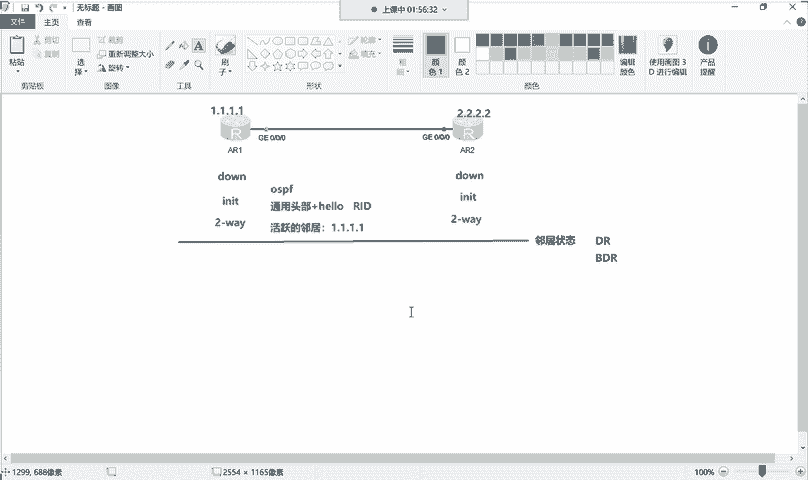 无标题 - 画图
上课中 01:56:32
文件
主页
查看
粘贴
剪切
复制
剪贴板
选择
裁剪
重新调整大小
旋转
图像
A
工具
刷子
轮廓
填充
形状
粗细
颜色 1
颜色 2
颜色
编辑颜色
使用画图 3D 进行编辑
产品提醒
1.1.1.1
2.2.2.2
R
R
GE 0/0/0
GE 0/0/0
AR1
AR2
down
down
ospf
init
通用头部+hello RID
init
2-way
活跃的邻居：1.1.1.1
2-way
邻居状态 DR
BDR
1299, 688像素
2554 × 1165像素
100%